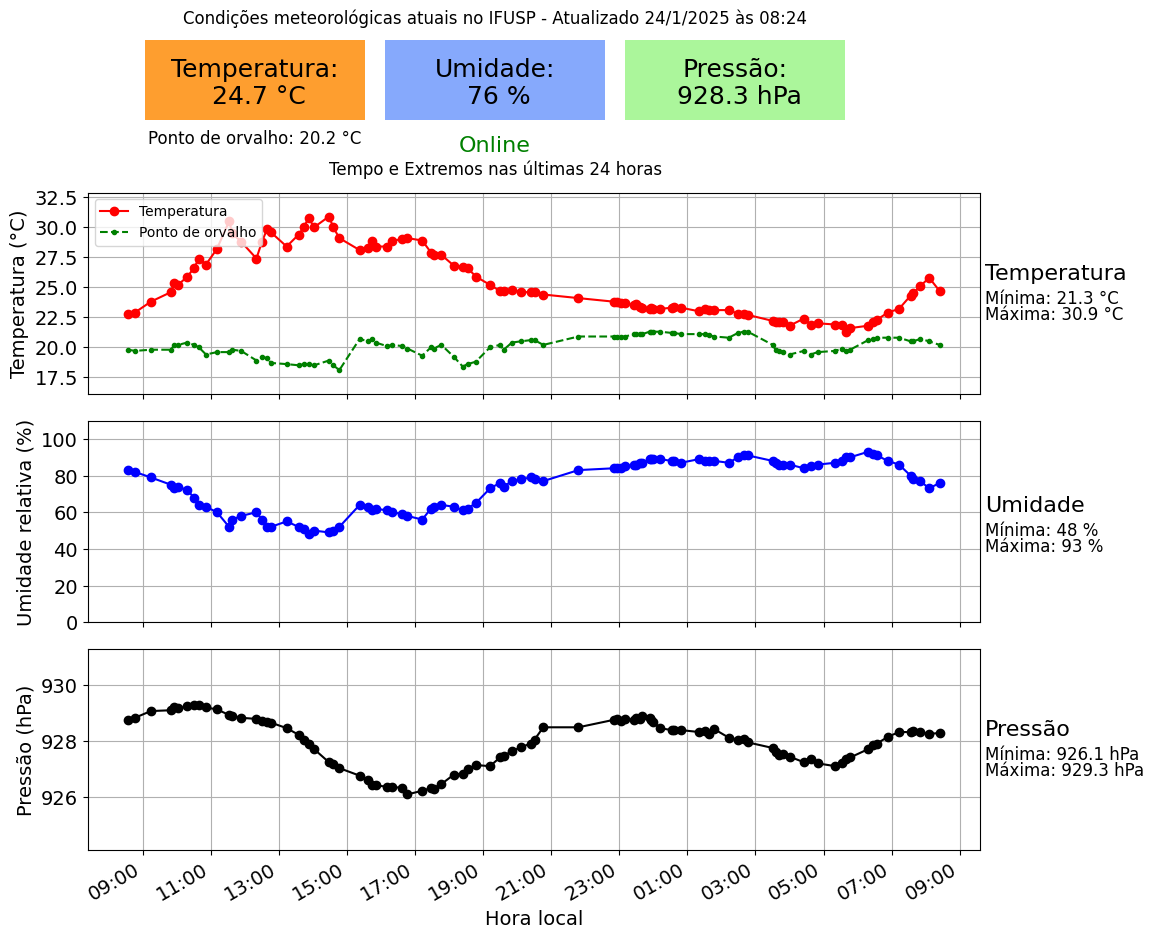 Condições meteorológicas atuais no IFUSP - Atualizado 24/1/2025 às 08:24
Temperatura:
24.7 °C
Umidade:
76 %
Pressão:
928.3 hPa
Ponto de orvalho: 20.2 °C
Online
Tempo e Extremos nas últimas 24 horas
Temperatura (°C)
32.5
30.0
27.5
25.0
22.5
20.0
17.5
Temperatura
Ponto de orvalho
Temperatura
Mínima: 21.3 °C
Máxima: 30.9 °C
Umidade relativa (%)
100
80
60
40
20
0
Umidade
Mínima: 48 %
Máxima: 93 %
Pressão (hPa)
930
928
926
Pressão
Mínima: 926.1 hPa
Máxima: 929.3 hPa
09:00
11:00
13:00
15:00
17:00
19:00
21:00
23:00
01:00
03:00
05:00
07:00
09:00
Hora local